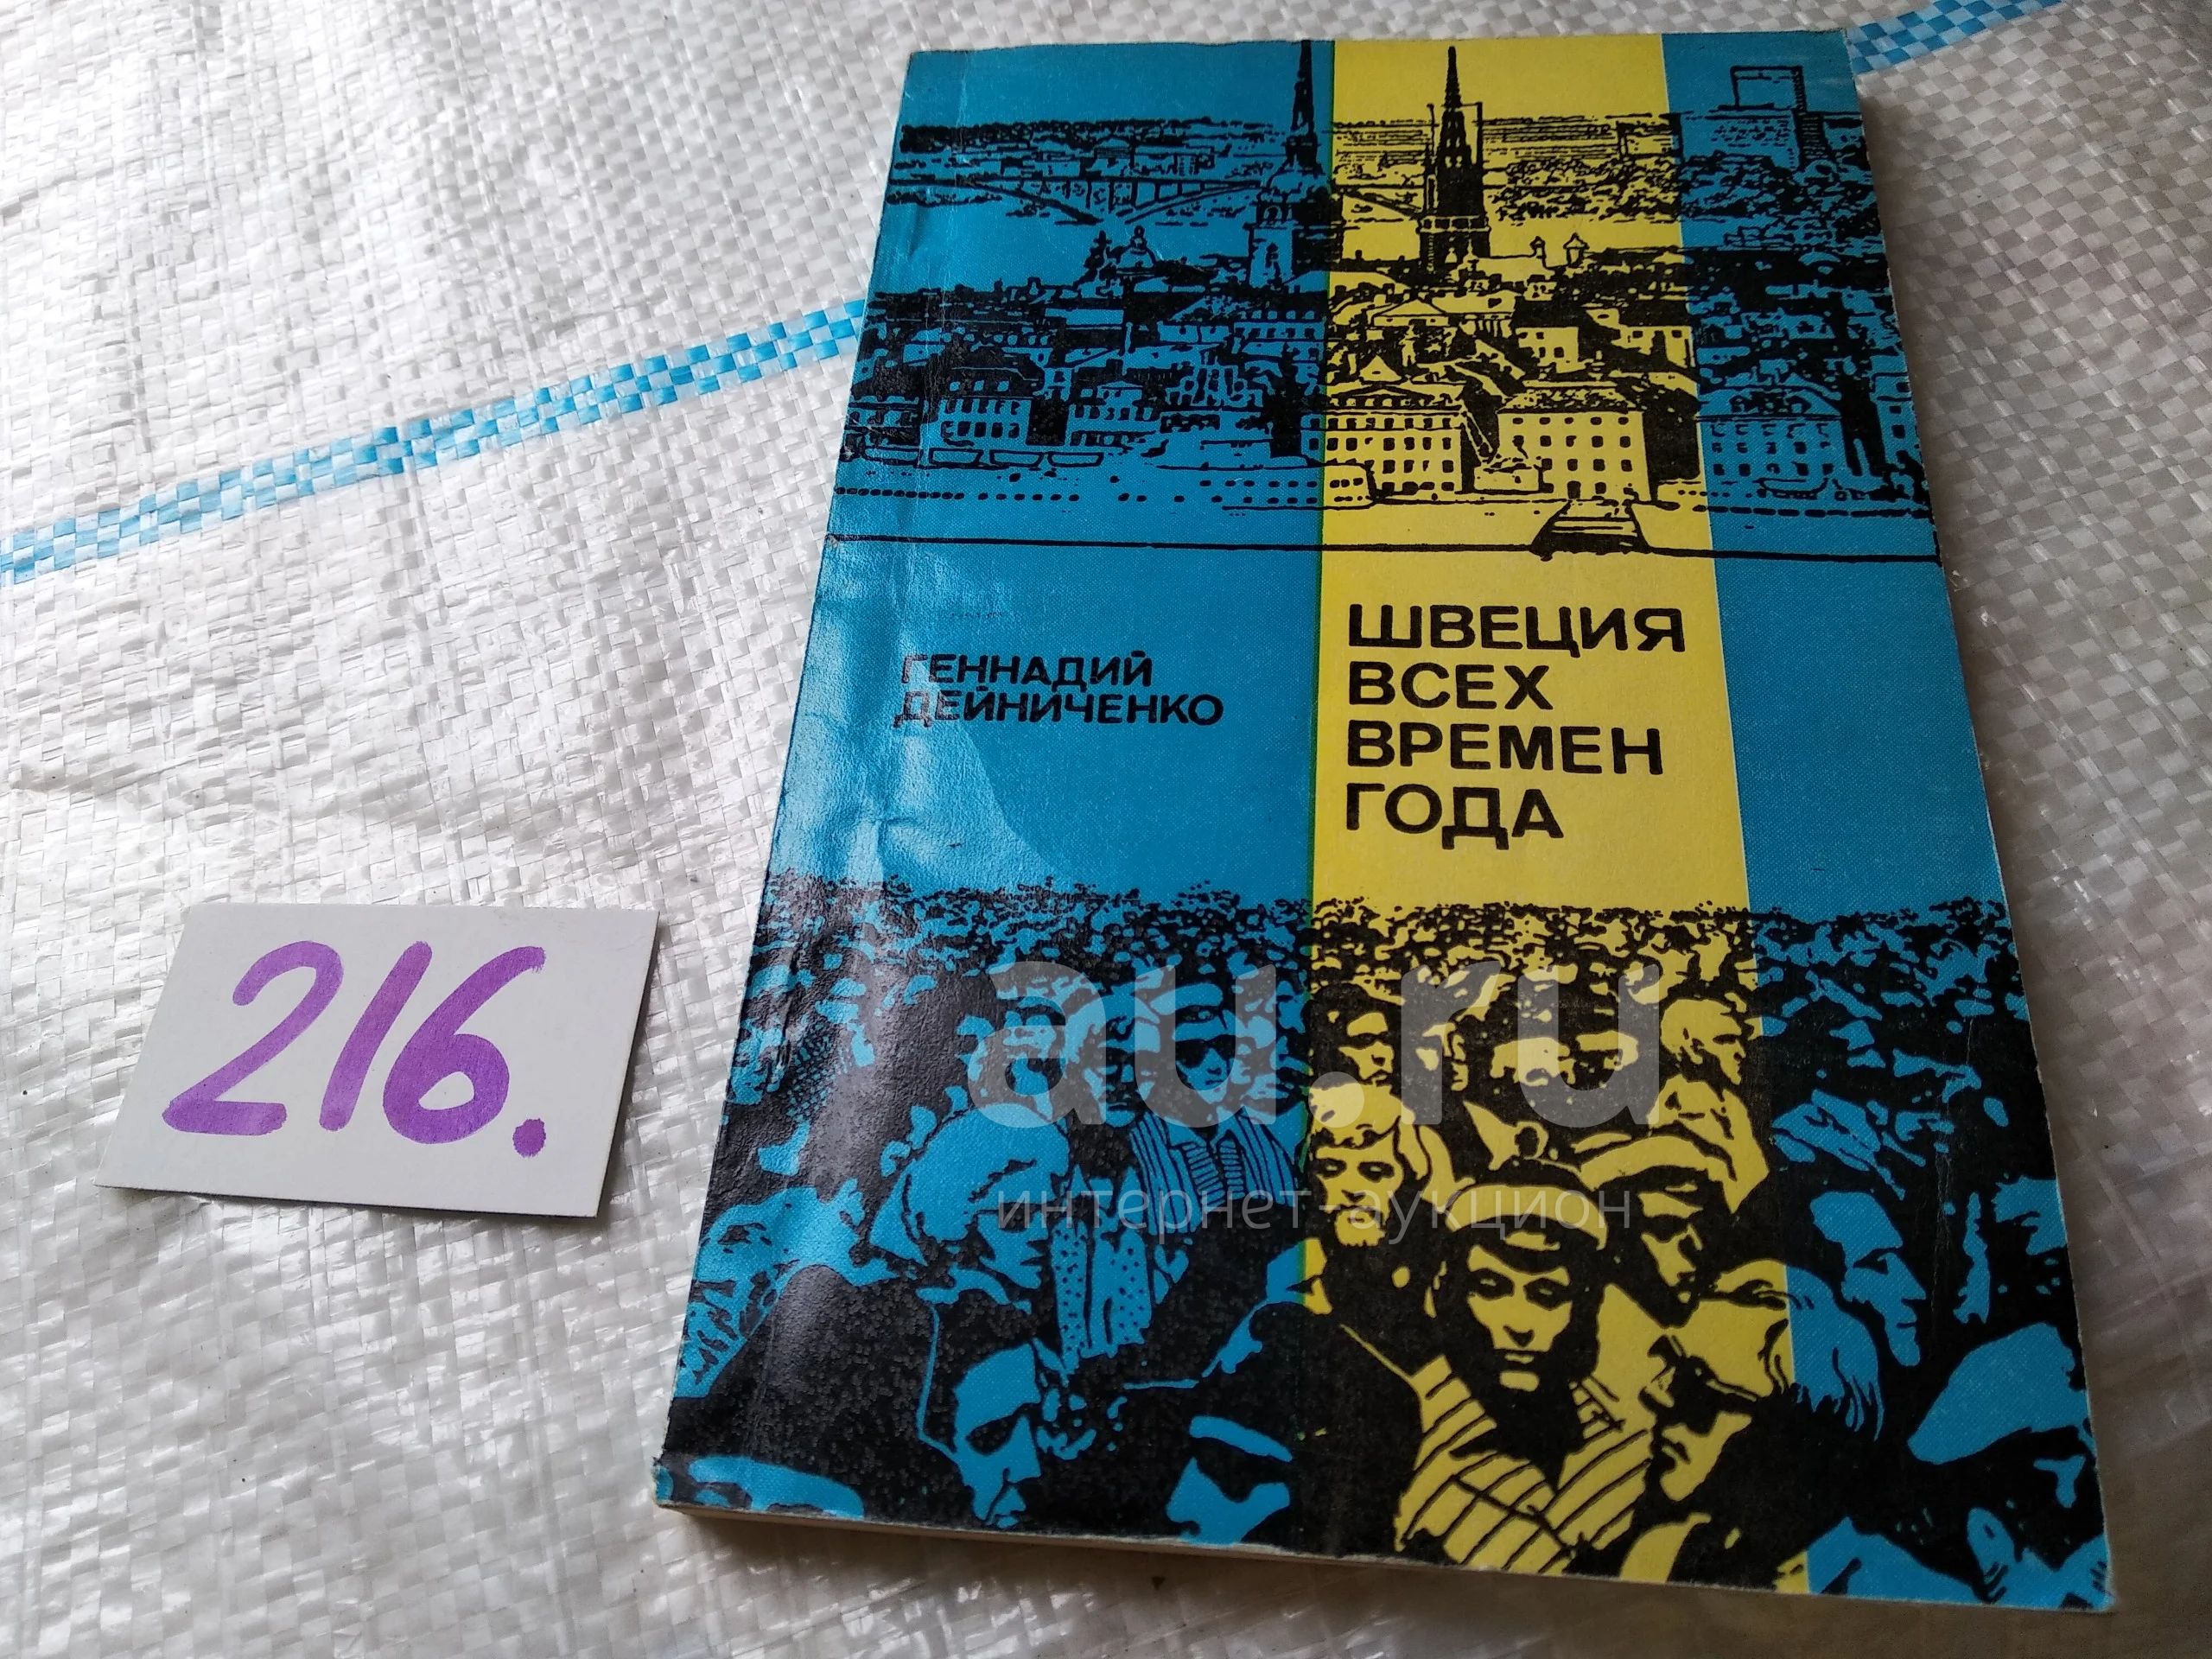 ГЕННАДИЙ
ДЕЙНИЧЕНКО
ШВЕЦИЯ
ВСЕХ
ВРЕМЕН
ГОДА
216.
au.ru
интернет-аукцион